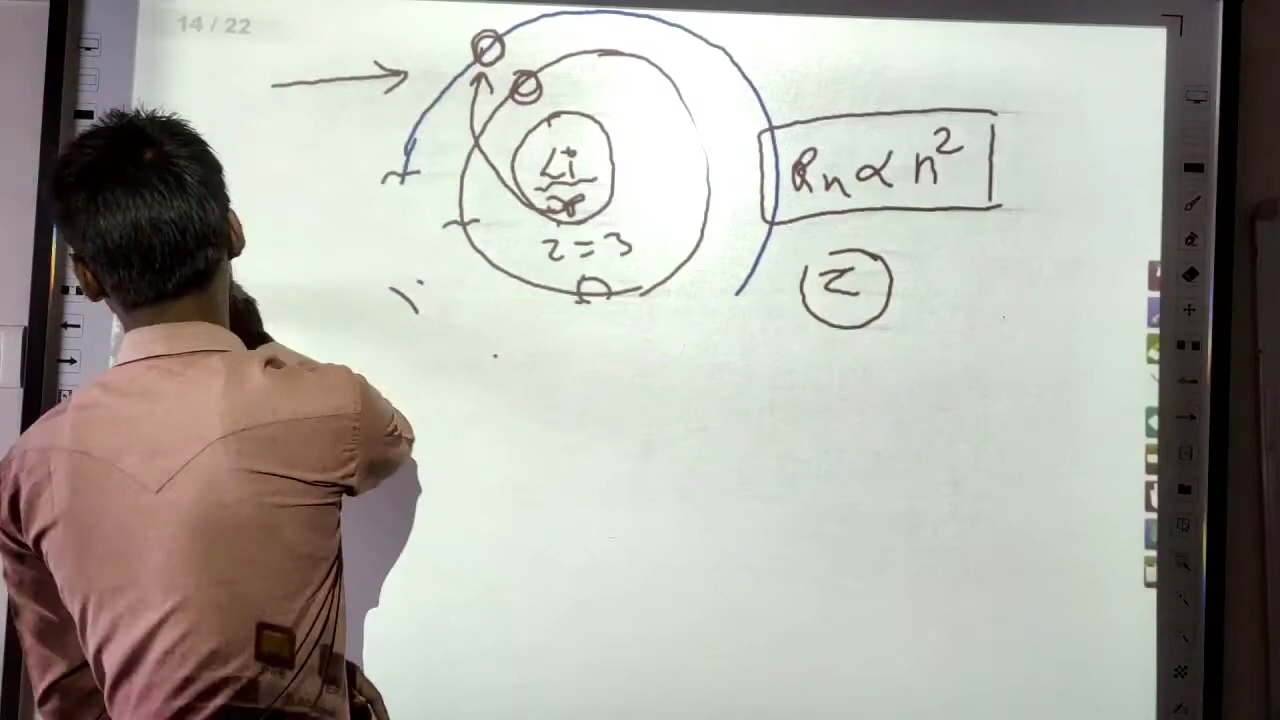 14 / 22
Li
z = 3
Rn ∝ n²
z